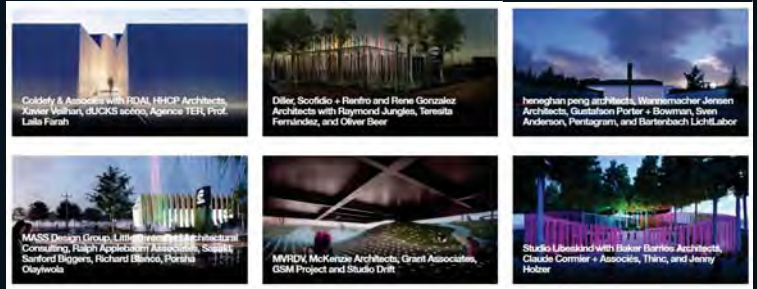 Coldefy & Associés with RDAI, HHCP Architects,
Xavier Veilhan, dUCKS scéno, Agence TER, Prof.
Laila Farah
Diller, Scofidio + Renfro and Rene Gonzalez
Architects with Raymond Jungles, Teresita
Fernández, and Oliver Beer
heneghan peng architects, Wannemacher Jensen
Architects, Gustafson Porter + Bowman, Sven
Anderson, Pentagram, and Bartenbach LichtLabor
MASS Design Group, Little Architectural
Consulting, Ralph Applebaum Associates, Sasaki,
Sanford Biggers, Richard Blanco, Porsha
Olayiwola
MVRDV, McKenzie Architects, Grant Associates,
GSM Project and Studio Drift
Studio Libeskind with Baker Barrios Architects,
Claude Cormier + Associés, Thinc, and Jenny
Holzer